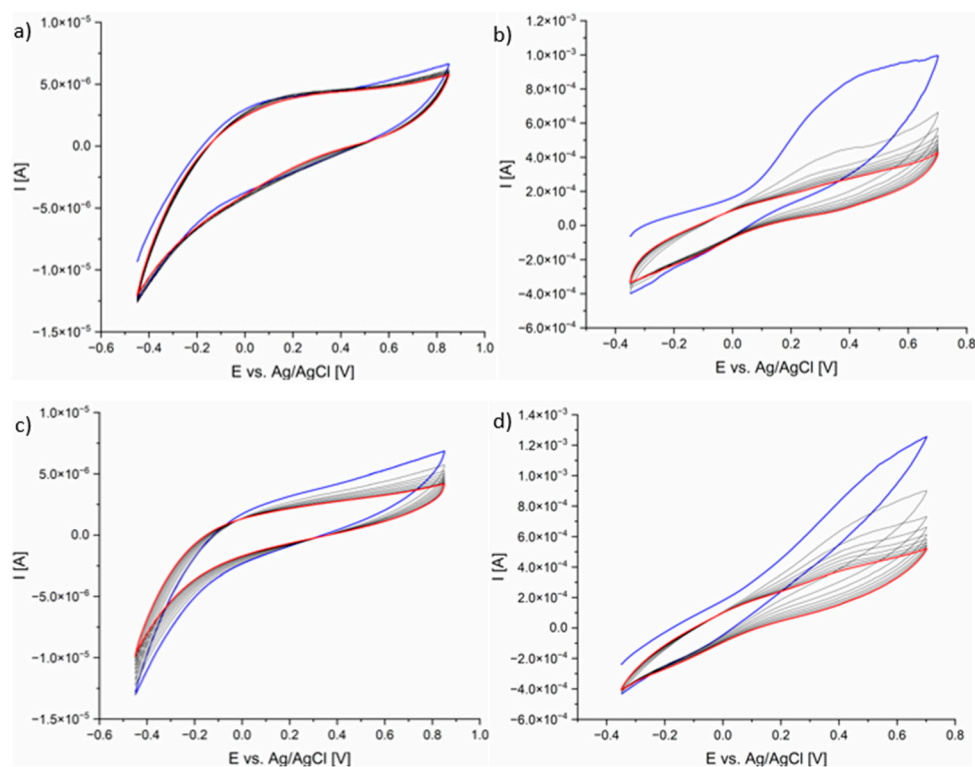 a)
1.0×10⁻⁵
5.0×10⁻⁶
0.0
−5.0×10⁻⁶
−1.0×10⁻⁵
−1.5×10⁻⁵
I [A]
−0.6 −0.4 −0.2 0.0 0.2 0.4 0.6 0.8 1.0
E vs. Ag/AgCl [V]
b)
1.2×10⁻³
1.0×10⁻³
8.0×10⁻⁴
6.0×10⁻⁴
4.0×10⁻⁴
2.0×10⁻⁴
0.0
−2.0×10⁻⁴
−4.0×10⁻⁴
−6.0×10⁻⁴
I [A]
−0.4 −0.2 0.0 0.2 0.4 0.6 0.8
E vs. Ag/AgCl [V]
c)
1.0×10⁻⁵
5.0×10⁻⁶
0.0
−5.0×10⁻⁶
−1.0×10⁻⁵
−1.5×10⁻⁵
I [A]
−0.6 −0.4 −0.2 0.0 0.2 0.4 0.6 0.8 1.0
E vs. Ag/AgCl [V]
d)
1.4×10⁻³
1.2×10⁻³
1.0×10⁻³
8.0×10⁻⁴
6.0×10⁻⁴
4.0×10⁻⁴
2.0×10⁻⁴
0.0
−2.0×10⁻⁴
−4.0×10⁻⁴
−6.0×10⁻⁴
I [A]
−0.4 −0.2 0.0 0.2 0.4 0.6 0.8
E vs. Ag/AgCl [V]